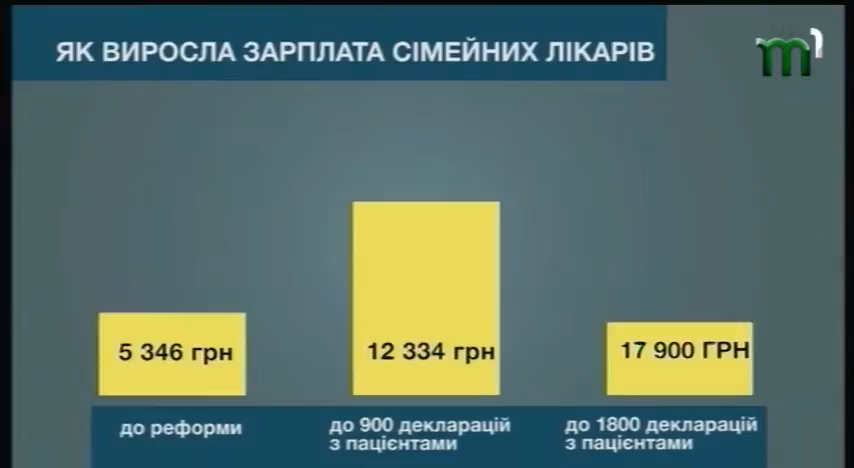 ЯК ВИРОСЛА ЗАРПЛАТА СІМЕЙНИХ ЛІКАРІВ
m1
5 346 грн
12 334 грн
17 900 ГРН
до реформи
до 900 декларацій
з пацієнтами
до 1800 декларацій
з пацієнтами